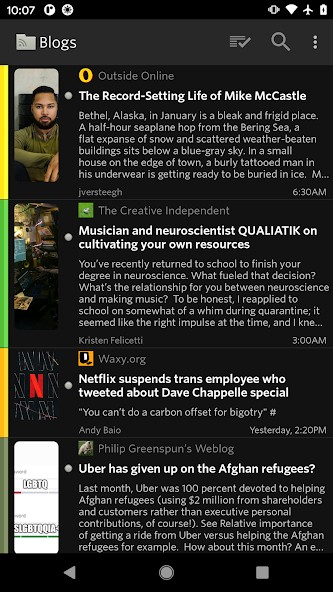 10:07
Blogs
Outside Online
The Record-Setting Life of Mike McCastle
Bethel, Alaska, in January is a bleak and frigid place.
A half-hour seaplane hop from the Bering Sea, a
flat expanse of snow and scattered weather-beaten
buildings sits below a blue-gray sky. In a small
house on the edge of town, a burly tattooed man in
his underwear is getting ready to be buried in ice.  M...
jversteegh
6:30AM
The Creative Independent
Musician and neuroscientist QUALIATIK on
cultivating your own resources
You've recently returned to school to finish your
degree in neuroscience. What fueled that decision?
What's the relationship for you between neuroscience
and making music?  To be honest, I reapplied to
school on somewhat of a whim during quarantine; it
seemed like the right impulse at the time, and I kne...
Kristen Felicetti
3:00AM
Waxy.org
Netflix suspends trans employee who
tweeted about Dave Chappelle special
"You can't do a carbon offset for bigotry" #
Andy Baio
Yesterday, 2:20PM
Philip Greenspun's Weblog
Uber has given up on the Afghan refugees?
LGBTQ
Last month, Uber was 100 percent devoted to helping
Afghan refugees (using $2 million from shareholders
and customers rather than executive personal
contributions, of course!). See Relative importance
of getting a ride from Uber versus helping the Afghan
refugees for example.  How about this month? An e...
SLGBTQQIA